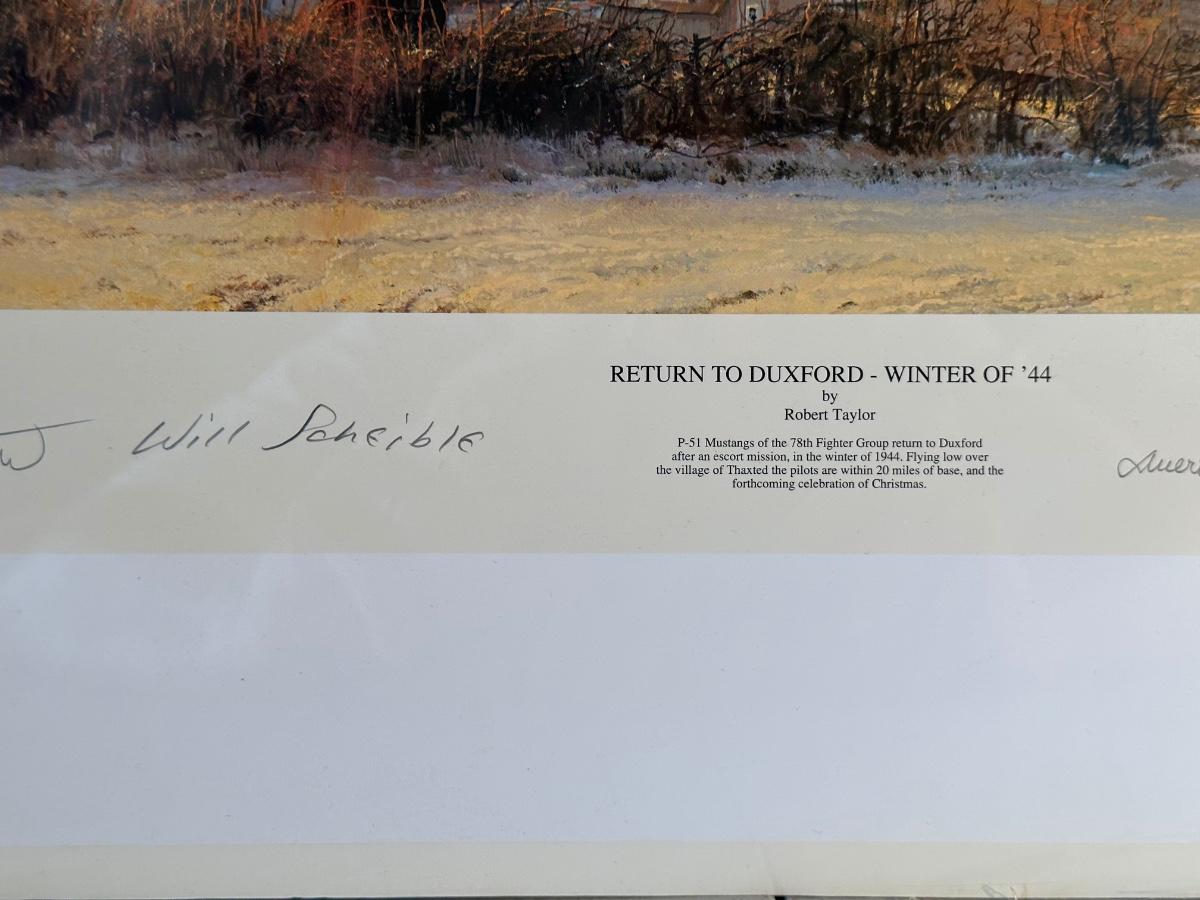 RETURN TO DUXFORD - WINTER OF ’44
by
Robert Taylor
P-51 Mustangs of the 78th Fighter Group return to Duxford
after an escort mission, in the winter of 1944. Flying low over
the village of Thaxted the pilots are within 20 miles of base, and the
forthcoming celebration of Christmas.
Will Scheible